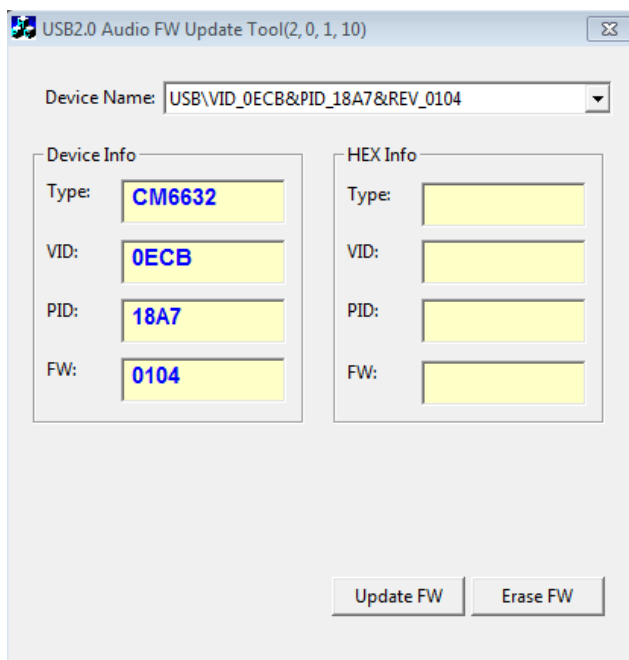 USB2.0 Audio FW Update Tool(2, 0, 1, 10)
Device Name: USB\VID_0ECB&PID_18A7&REV_0104
Device Info
Type: CM6632
VID: 0ECB
PID: 18A7
FW: 0104
HEX Info
Type:
VID:
PID:
FW:
Update FW
Erase FW